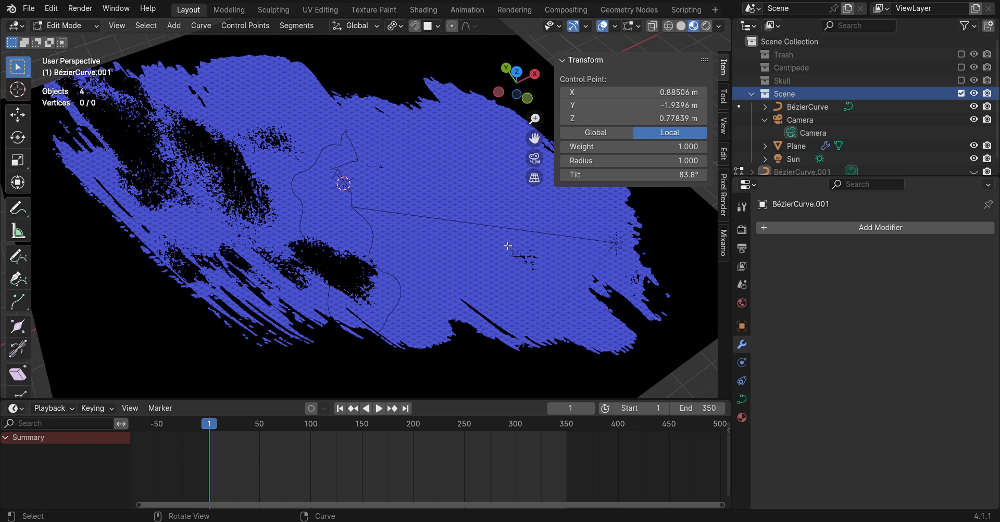 File Edit Render Window Help Layout Modeling Sculpting UV Editing Texture Paint Shading Animation Rendering Compositing Geometry Nodes Scripting + Scene ViewLayer
Edit Mode View Select Add Curve Control Points Segments Global Search
User Perspective
(1) BézierCurve.001
Objects 4
Vertices 0 / 0
Y Z X
Transform
Control Point:
X 0.88506 m
Y -1.9396 m
Z 0.77839 m
Global Local
Weight 1.000
Radius 1.000
Tilt 83.8°
Item
Tool
View
Edit
Pixel Render
Mixamo
Scene Collection
Trash
Centipede
Skull
Scene
BézierCurve
Camera
Camera
Plane
Sun
BézierCurve.001
Search
BézierCurve.001
+ Add Modifier
Playback Keying View Marker 1 Start 1 End 350
Search -50 1 50 100 150 200 250 300 350 400 450 500
Summary
Select Rotate View Curve 4.1.1